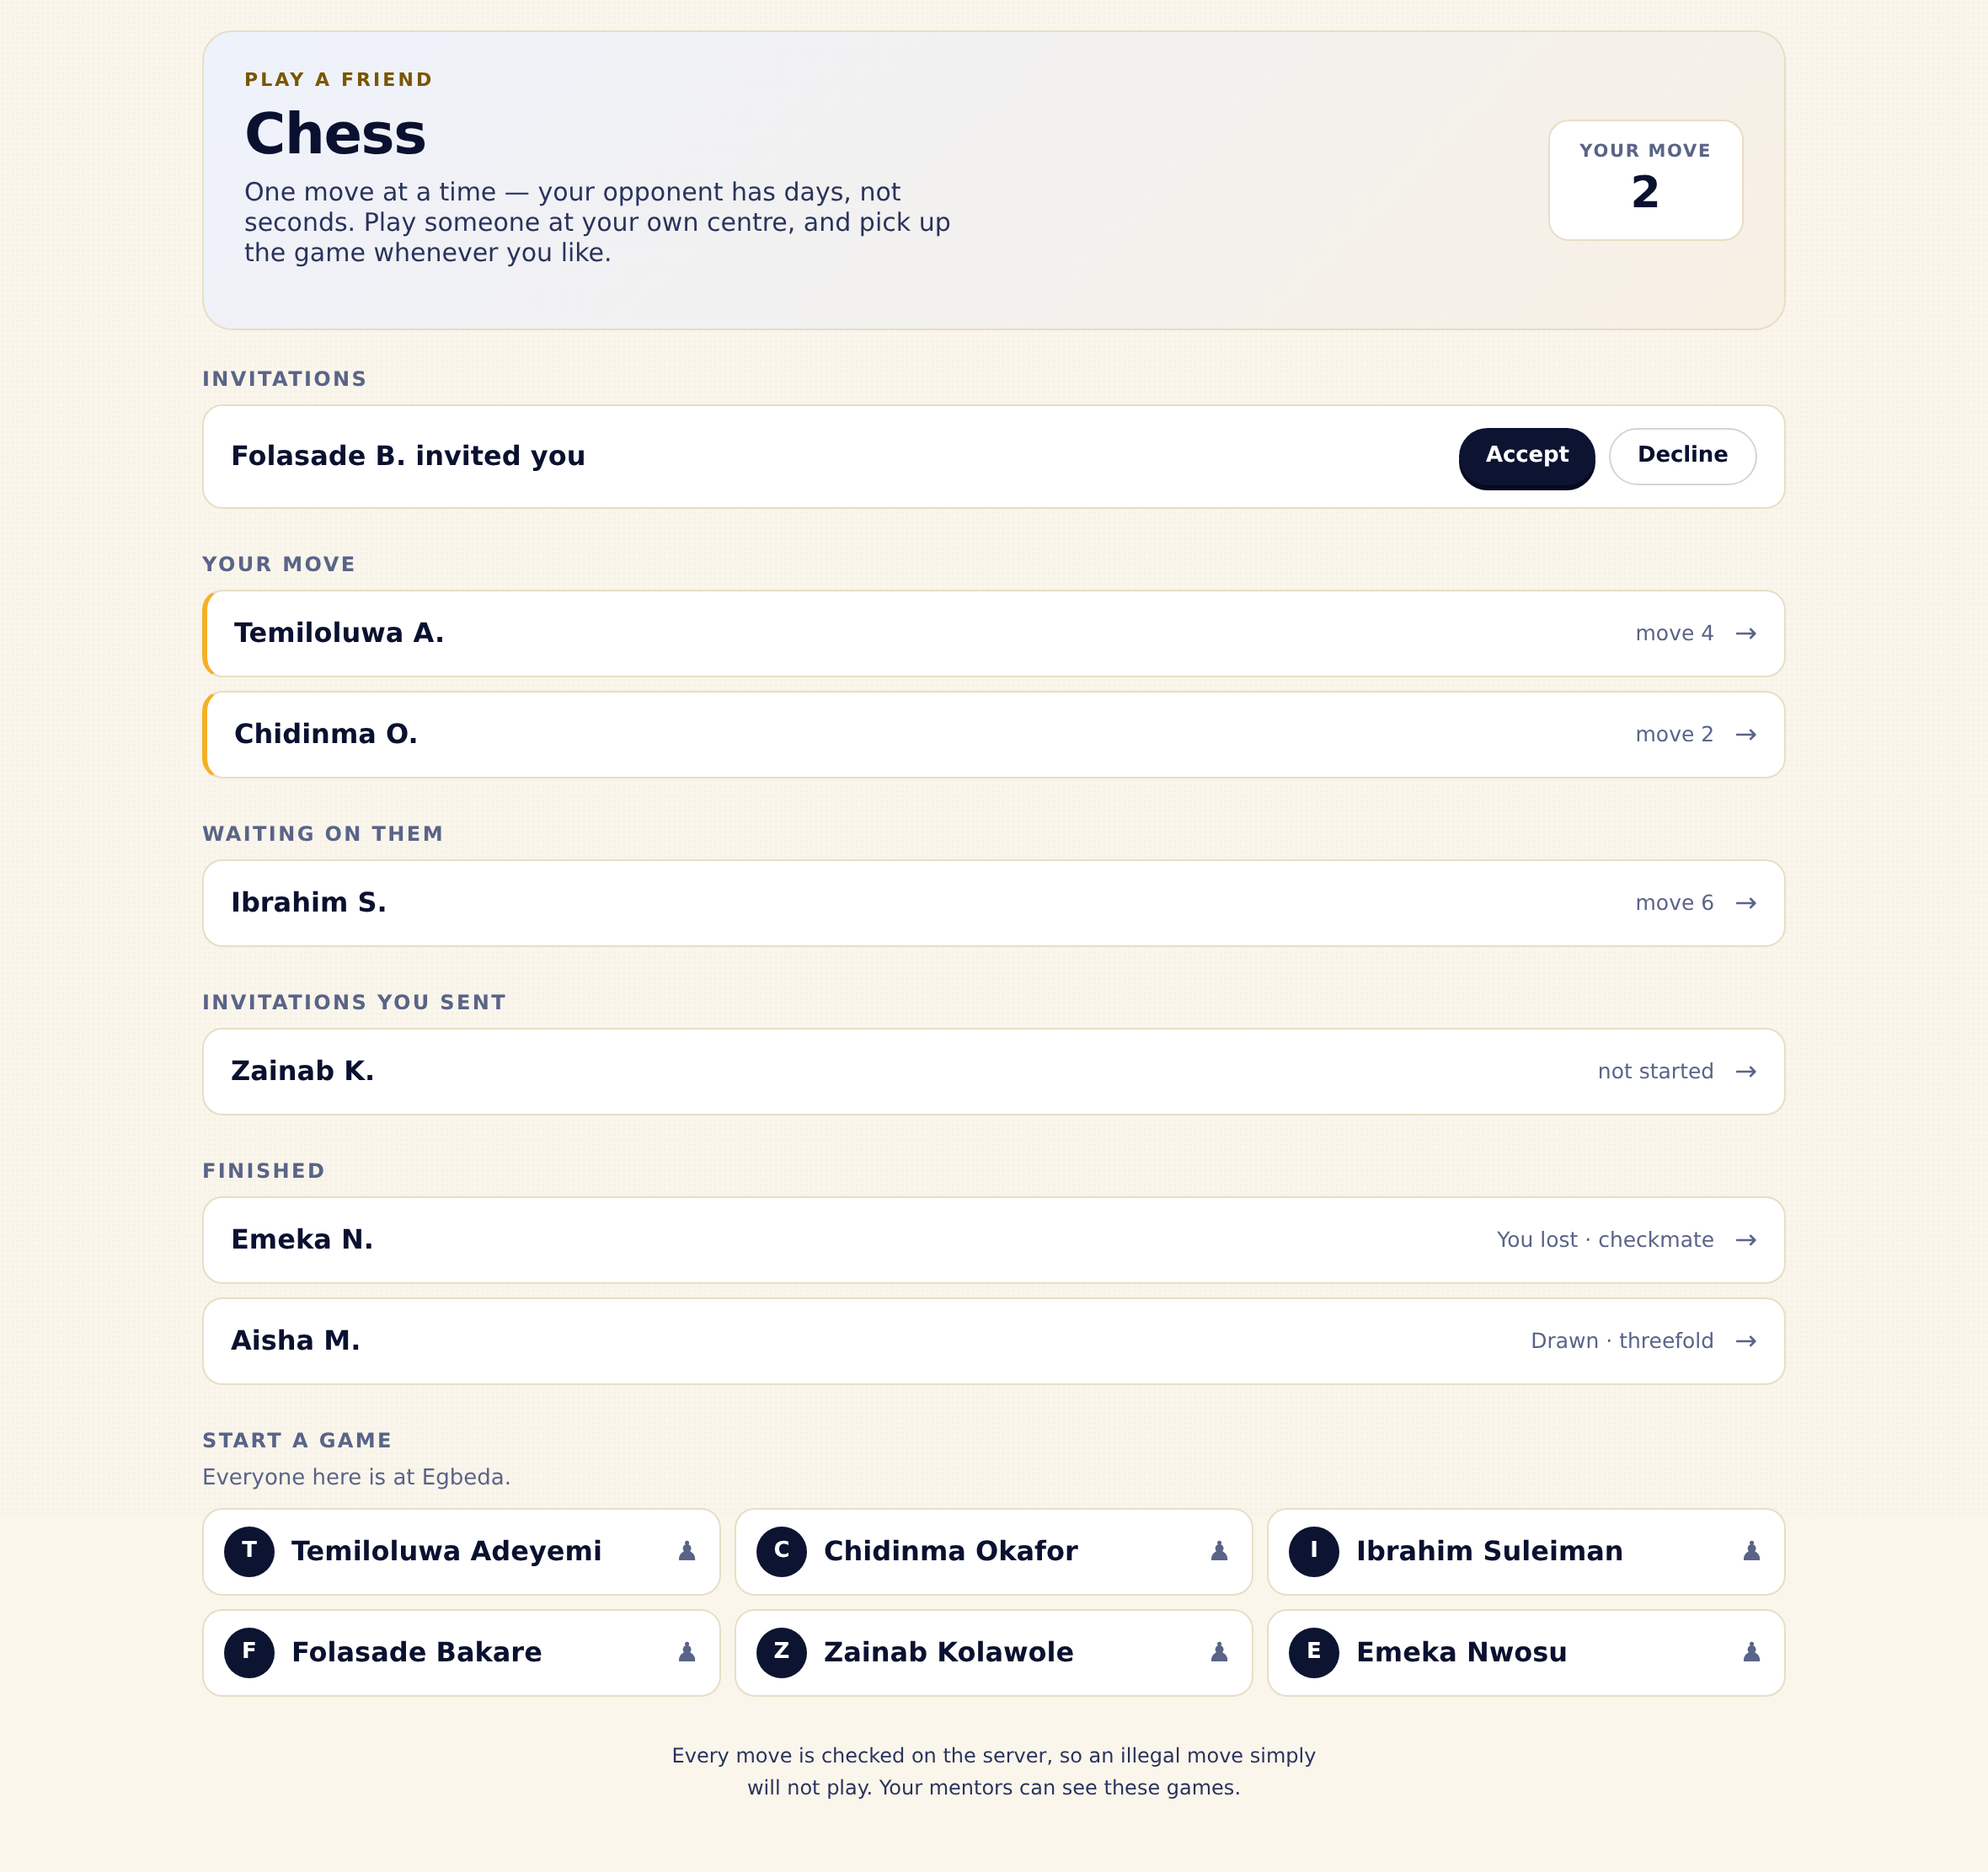 PLAY A FRIEND
Chess
One move at a time — your opponent has days, not
seconds. Play someone at your own centre, and pick up
the game whenever you like.
YOUR MOVE
2
INVITATIONS
Folasade B. invited you
Accept
Decline
YOUR MOVE
Temiloluwa A.
move 4 →
Chidinma O.
move 2 →
WAITING ON THEM
Ibrahim S.
move 6 →
INVITATIONS YOU SENT
Zainab K.
not started →
FINISHED
Emeka N.
You lost · checkmate →
Aisha M.
Drawn · threefold →
START A GAME
Everyone here is at Egbeda.
T Temiloluwa Adeyemi ♟
C Chidinma Okafor ♟
I Ibrahim Suleiman ♟
F Folasade Bakare ♟
Z Zainab Kolawole ♟
E Emeka Nwosu ♟
Every move is checked on the server, so an illegal move simply
will not play. Your mentors can see these games.